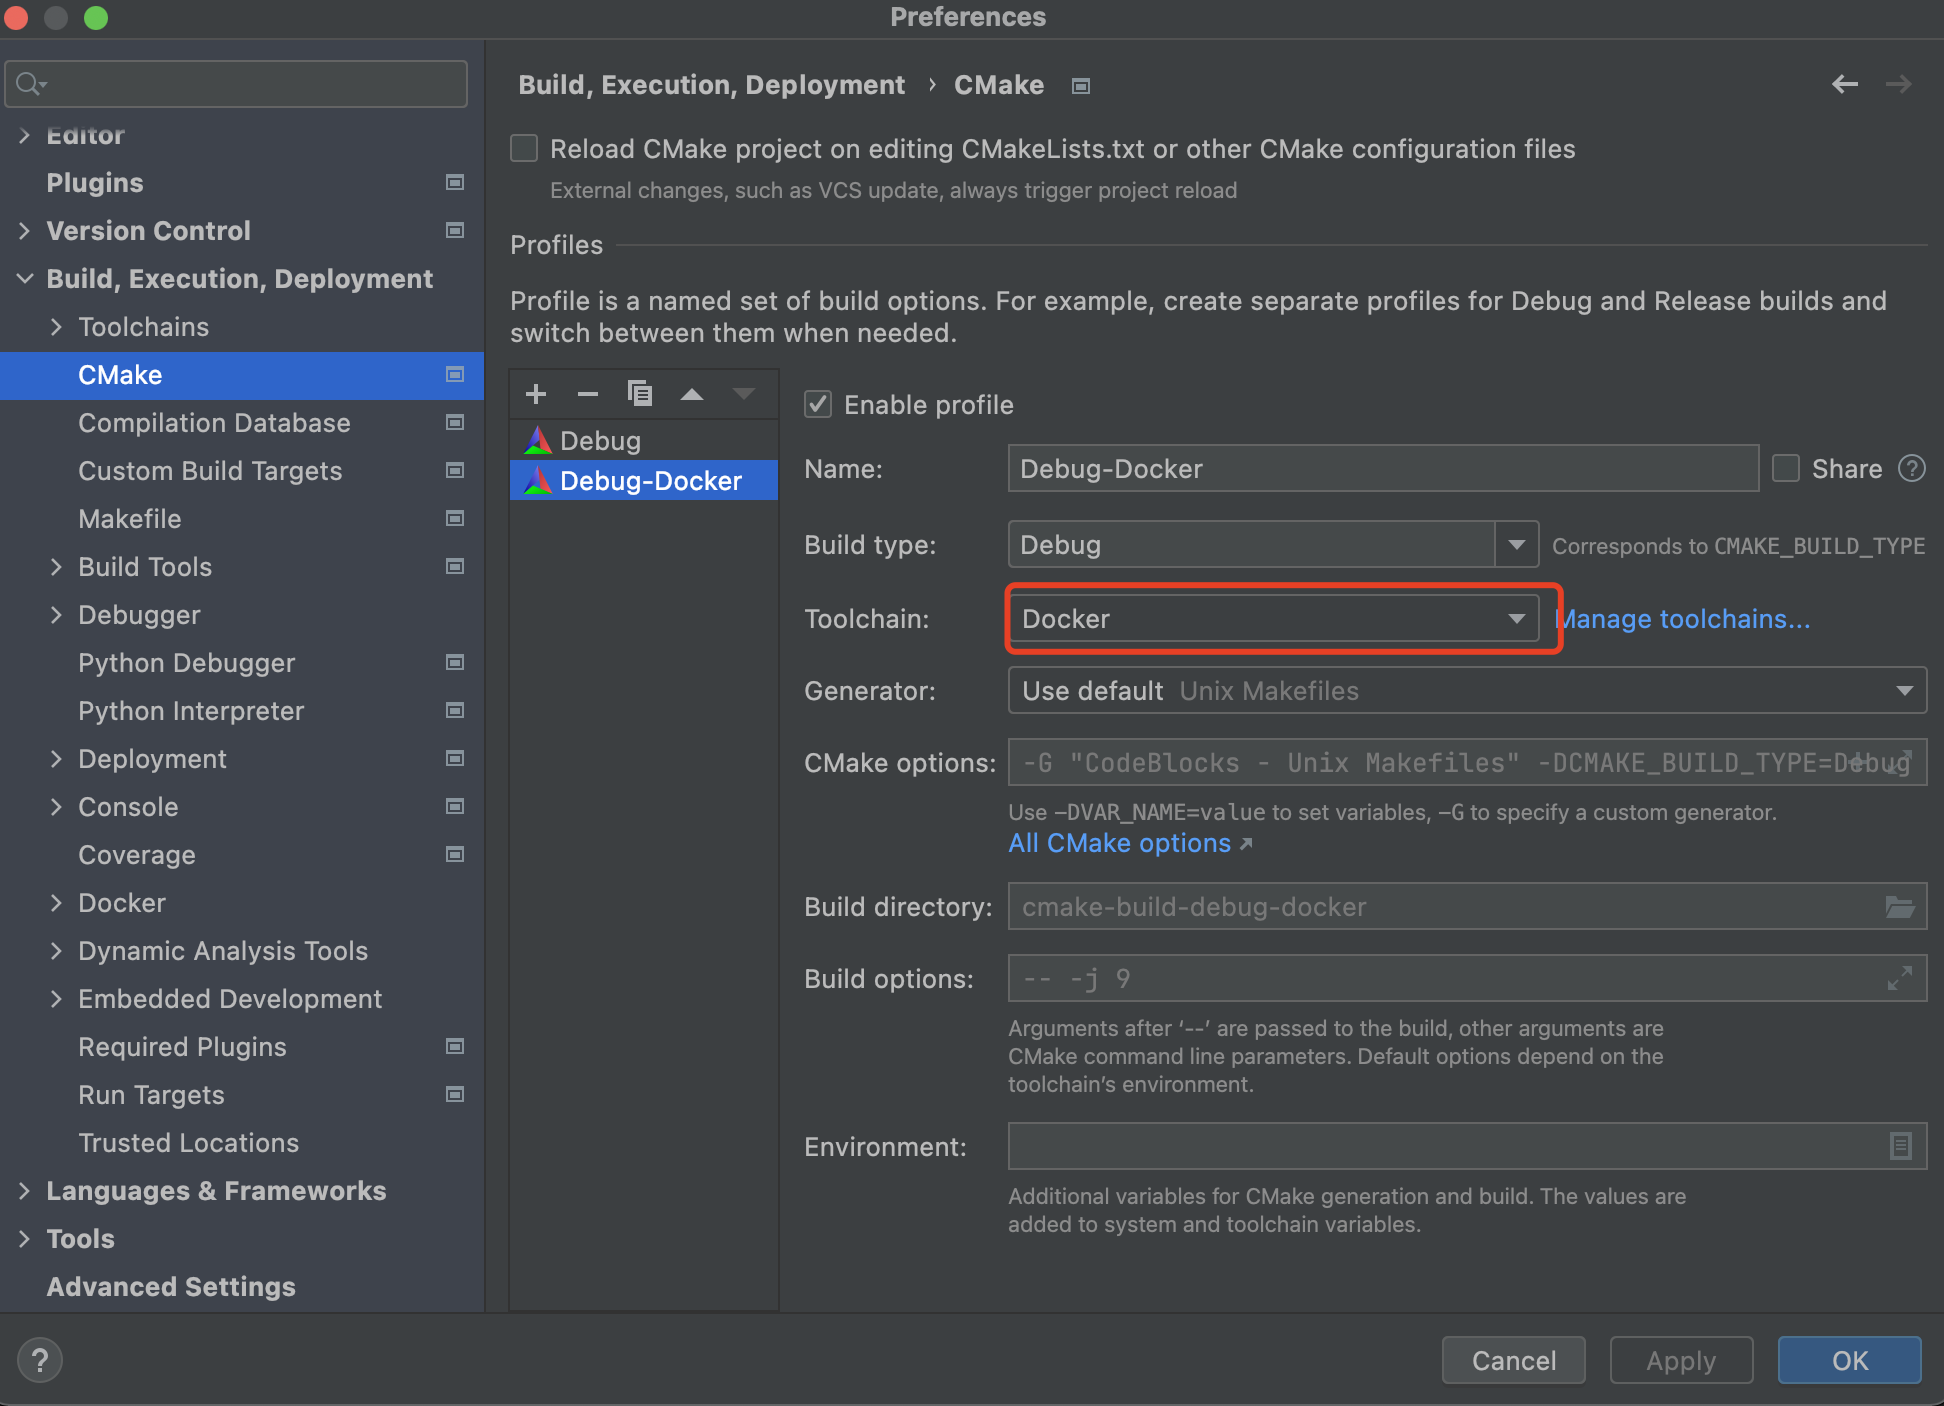 Preferences
Editor
Plugins
Version Control
Build, Execution, Deployment
Toolchains
CMake
Compilation Database
Custom Build Targets
Makefile
Build Tools
Debugger
Python Debugger
Python Interpreter
Deployment
Console
Coverage
Docker
Dynamic Analysis Tools
Embedded Development
Required Plugins
Run Targets
Trusted Locations
Languages & Frameworks
Tools
Advanced Settings
Build, Execution, Deployment › CMake
Reload CMake project on editing CMakeLists.txt or other CMake configuration files
External changes, such as VCS update, always trigger project reload
Profiles
Profile is a named set of build options. For example, create separate profiles for Debug and Release builds and
switch between them when needed.
Debug
Debug-Docker
Enable profile
Name: Debug-Docker Share ?
Build type: Debug Corresponds to CMAKE_BUILD_TYPE
Toolchain: Docker Manage toolchains...
Generator: Use default Unix Makefiles
CMake options: -G "CodeBlocks - Unix Makefiles" -DCMAKE_BUILD_TYPE=Debug
Use –DVAR_NAME=value to set variables, –G to specify a custom generator.
All CMake options ↗
Build directory: cmake-build-debug-docker
Build options: -- -j 9
Arguments after ‘--’ are passed to the build, other arguments are
CMake command line parameters. Default options depend on the
toolchain’s environment.
Environment:
Additional variables for CMake generation and build. The values are
added to system and toolchain variables.
? Cancel Apply OK